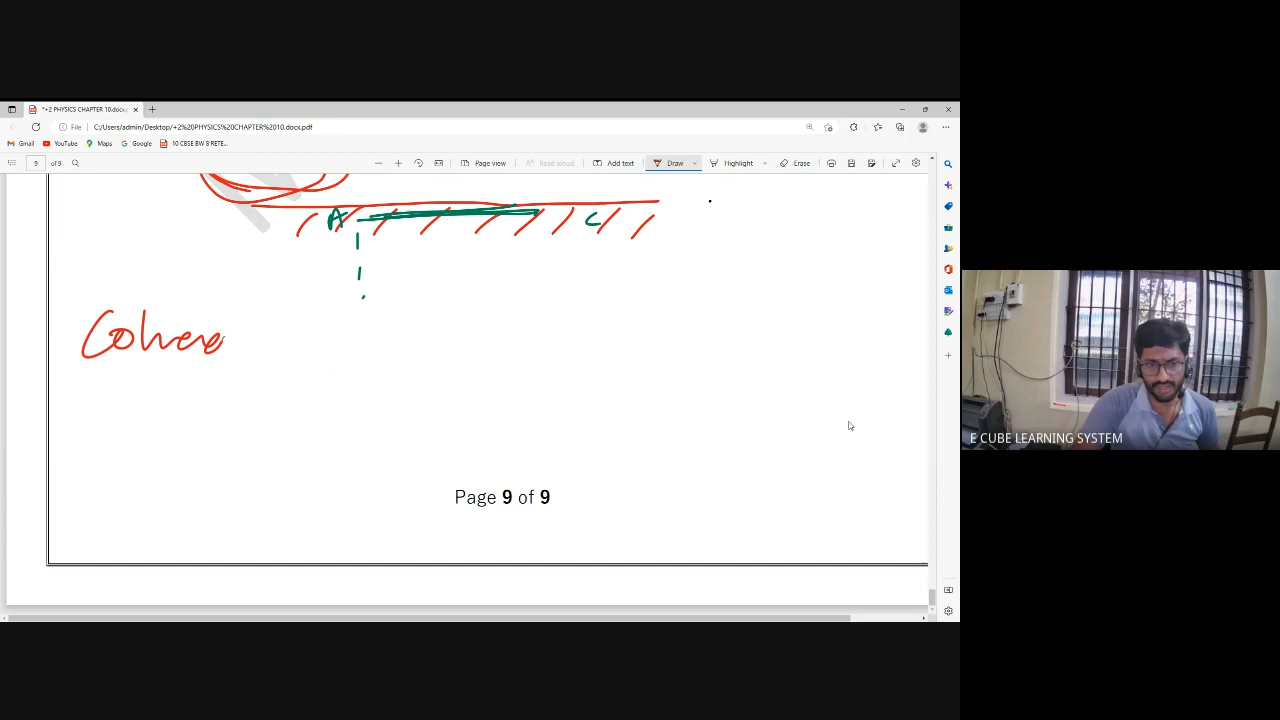 *+2 PHYSICS CHAPTER 10.docx.p
C:/Users/admin/Desktop/+2%20PHYSICS%20CHAPTER%2010.docx.pdf
Gmail YouTube Maps Google 10 CBSE BW 8 RETE...
9 of 9 Page view Read aloud Add text Draw Highlight Erase
A C
Cohere
Page 9 of 9
E CUBE LEARNING SYSTEM